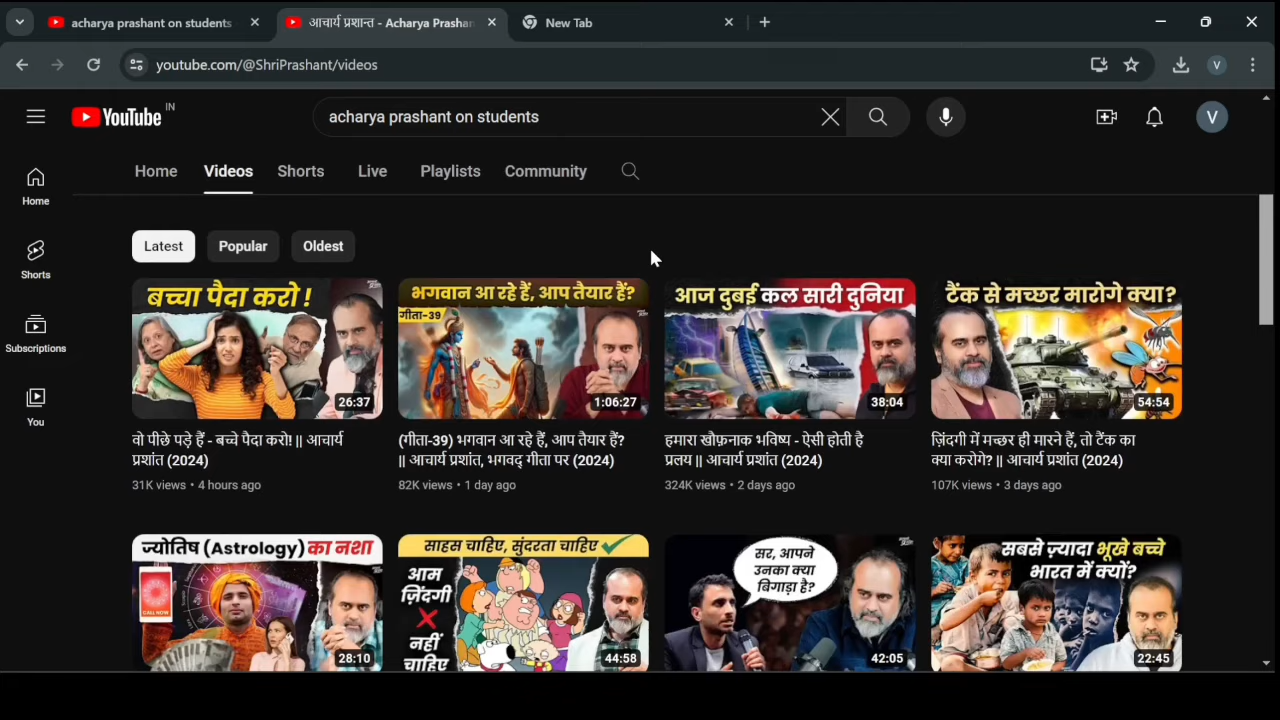 acharya prashant on students
आचार्य प्रशान्त - Acharya Prashan
New Tab
youtube.com/@ShriPrashant/videos
V
YouTube IN
acharya prashant on students
V
Home
Videos
Shorts
Live
Playlists
Community
Home
Shorts
Subscriptions
You
Latest
Popular
Oldest
बच्चा पैदा करो!
26:37
वो पीछे पड़े हैं - बच्चे पैदा करो! || आचार्य
प्रशांत (2024)
31K views • 4 hours ago
भगवान आ रहे हैं, आप तैयार हैं?
गीता-39
1:06:27
(गीता-39) भगवान आ रहे हैं, आप तैयार हैं?
|| आचार्य प्रशांत, भगवद् गीता पर (2024)
82K views • 1 day ago
आज दुबई कल सारी दुनिया
38:04
हमारा खौफ़नाक भविष्य - ऐसी होती है
प्रलय || आचार्य प्रशांत (2024)
324K views • 2 days ago
टैंक से मच्छर मारोगे क्या?
54:54
ज़िंदगी में मच्छर ही मारने हैं, तो टैंक का
क्या करोगे? || आचार्य प्रशांत (2024)
107K views • 3 days ago
ज्योतिष (Astrology) का नशा
CALL NOW
28:10
साहस चाहिए, सुंदरता चाहिए
आम
ज़िंदगी
नहीं
चाहिए
44:58
सर, आपने
उनका क्या
बिगाड़ा है?
42:05
सबसे ज़्यादा भूखे बच्चे
भारत में क्यों?
22:45